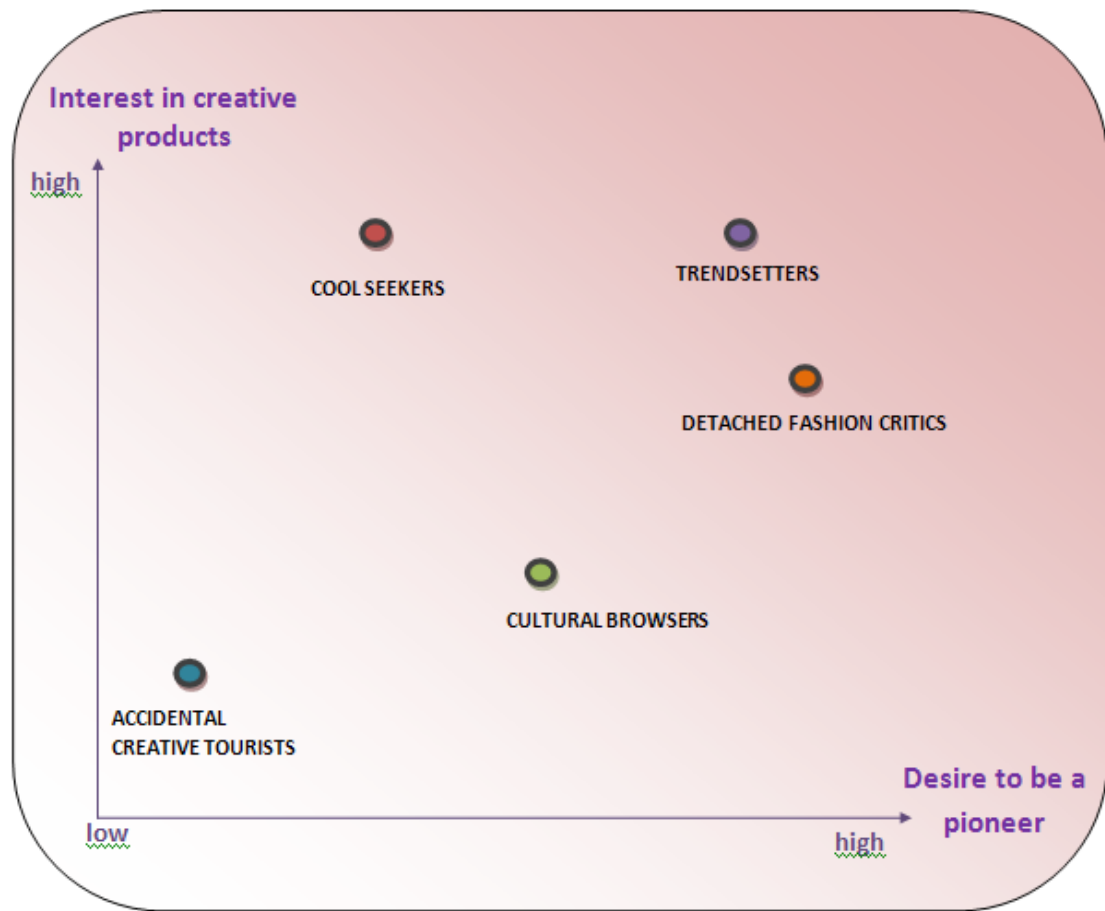 Interest in creative
products
high
COOL SEEKERS
TRENDSETTERS
DETACHED FASHION CRITICS
CULTURAL BROWSERS
ACCIDENTAL
CREATIVE TOURISTS
Desire to be a
pioneer
low
high